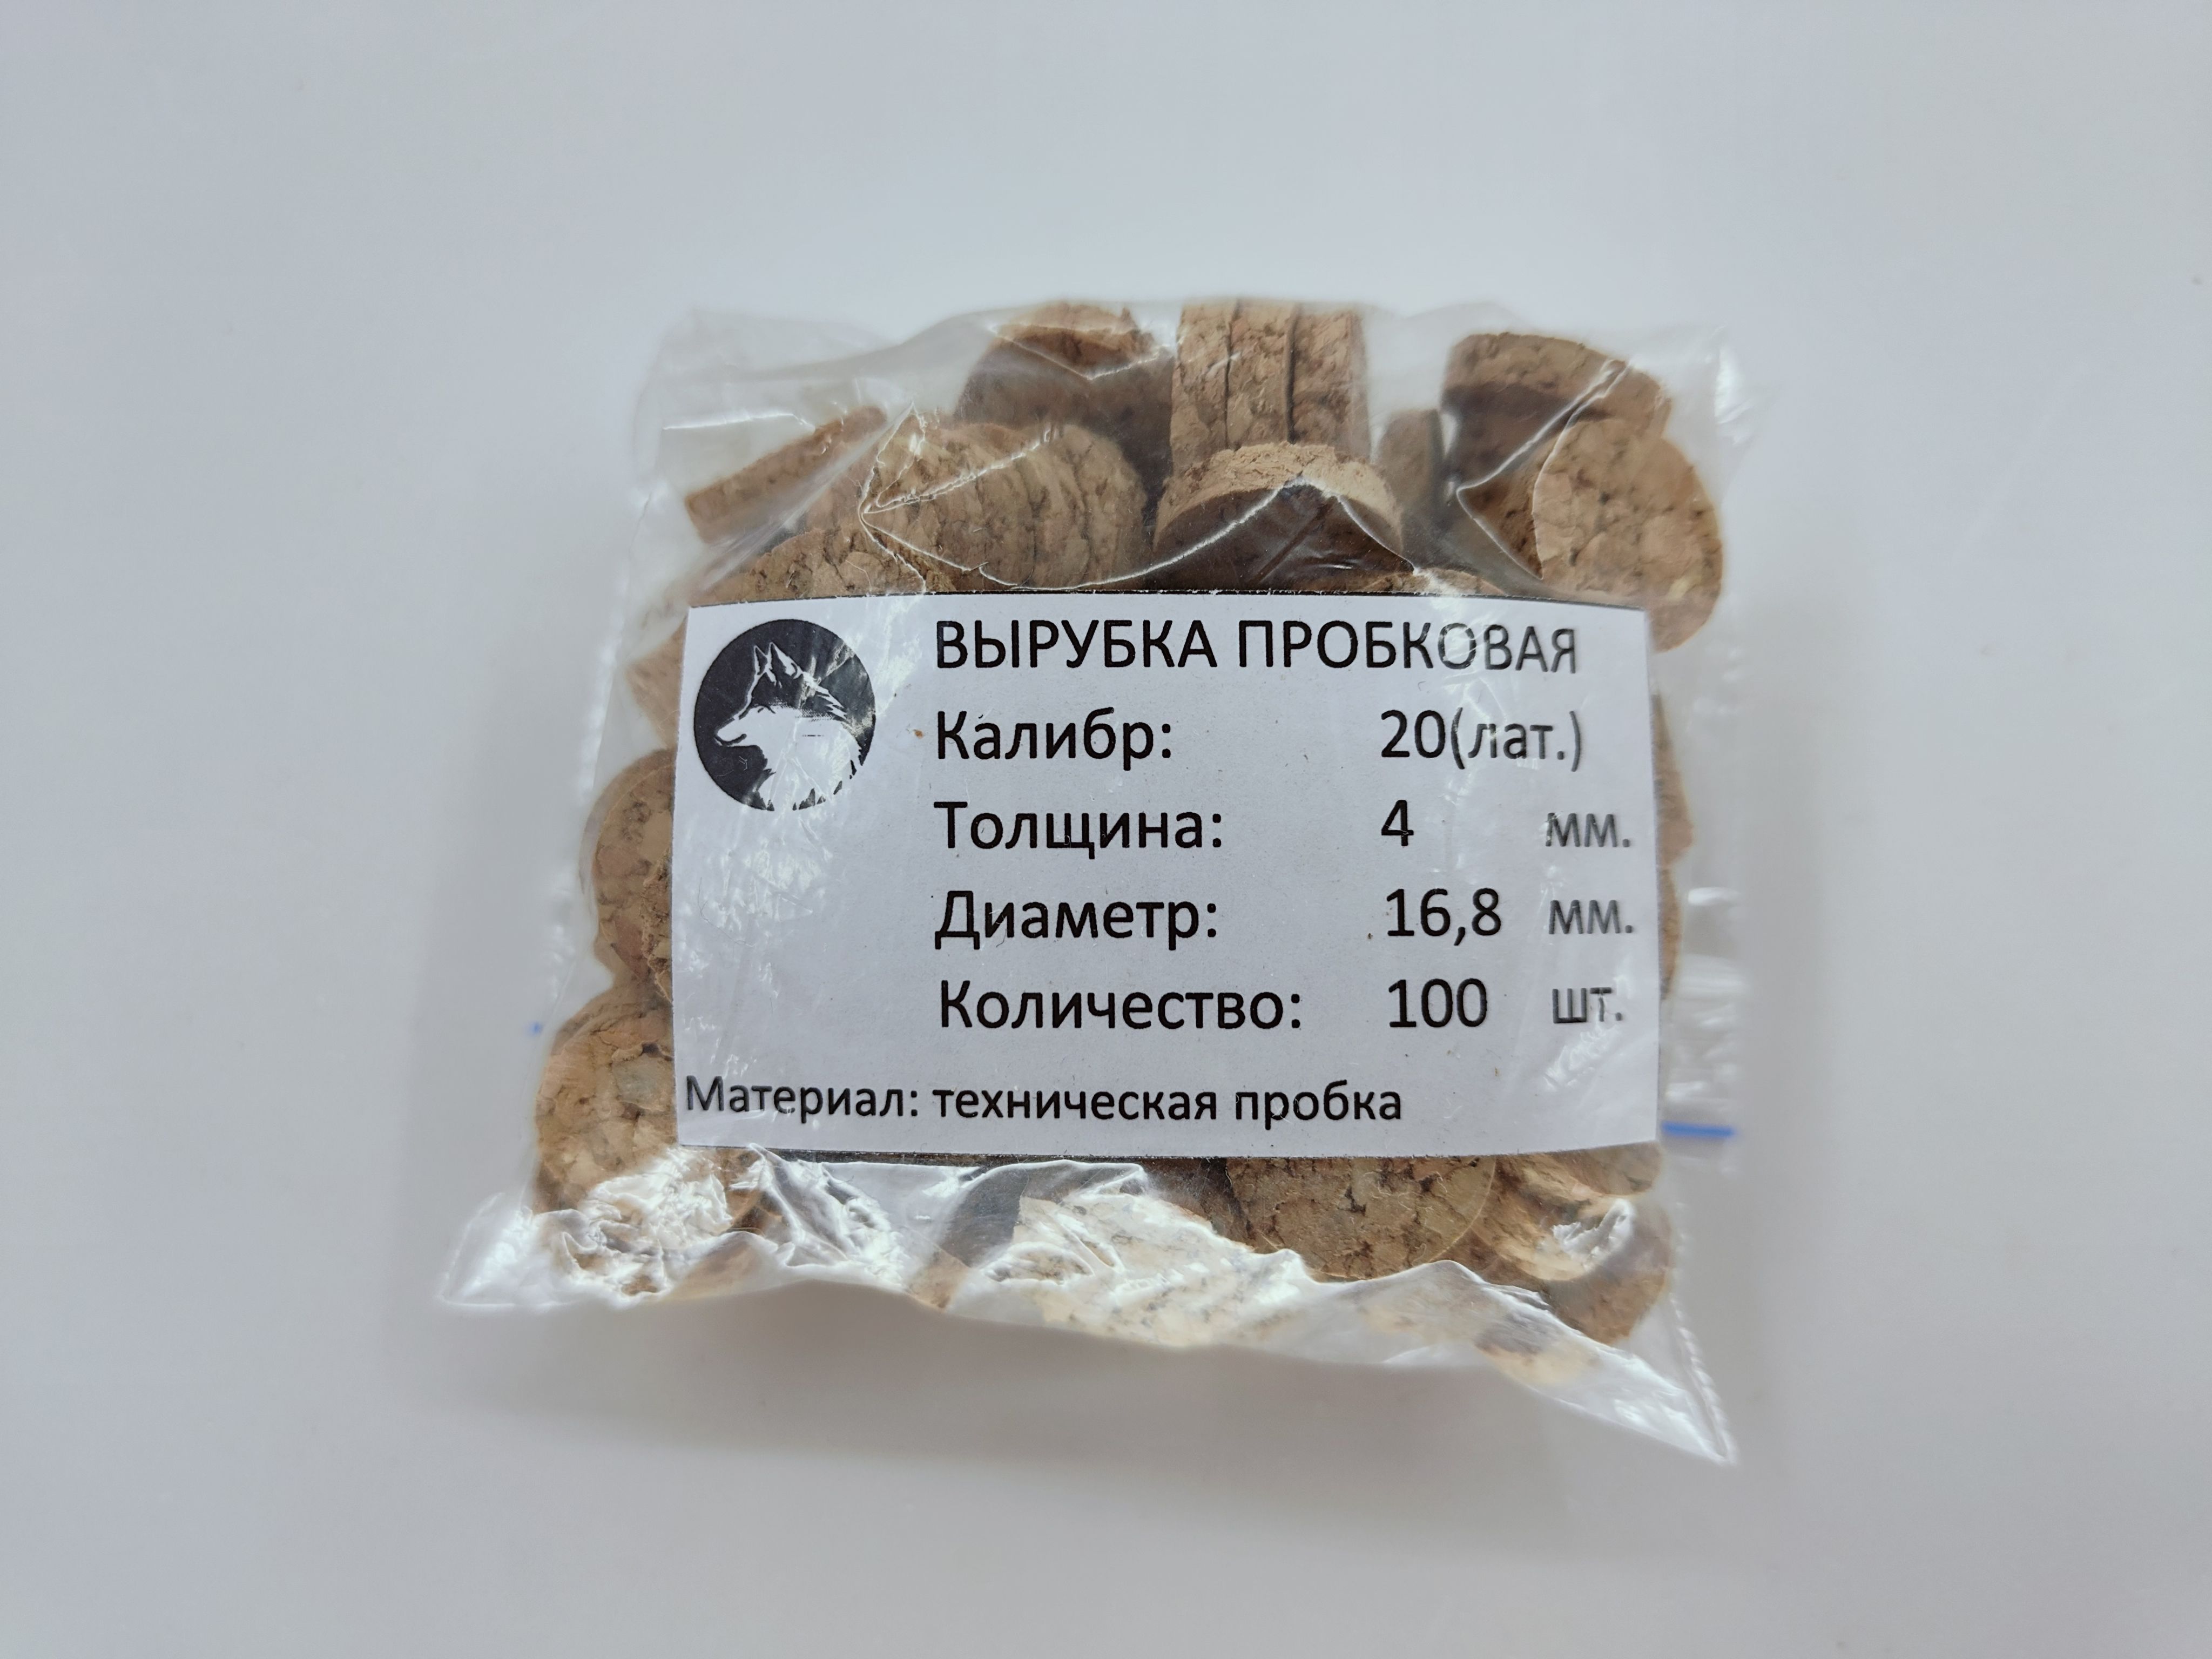 ВЫРУБКА ПРОБКОВАЯ
Калибр: 20(лат.)
Толщина: 4 мм.
Диаметр: 16,8 мм.
Количество: 100 шт.
Материал: техническая пробка